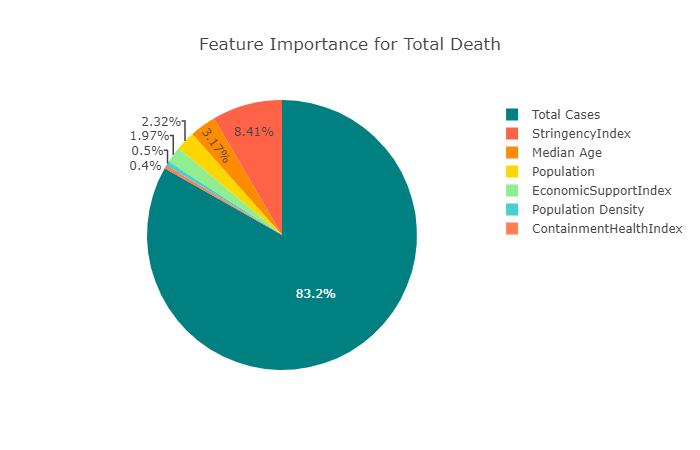 Feature Importance for Total Death
8.41%
3.17%
2.32%
1.97%
0.5%
0.4%
83.2%
Total Cases
StringencyIndex
Median Age
Population
EconomicSupportIndex
Population Density
ContainmentHealthIndex